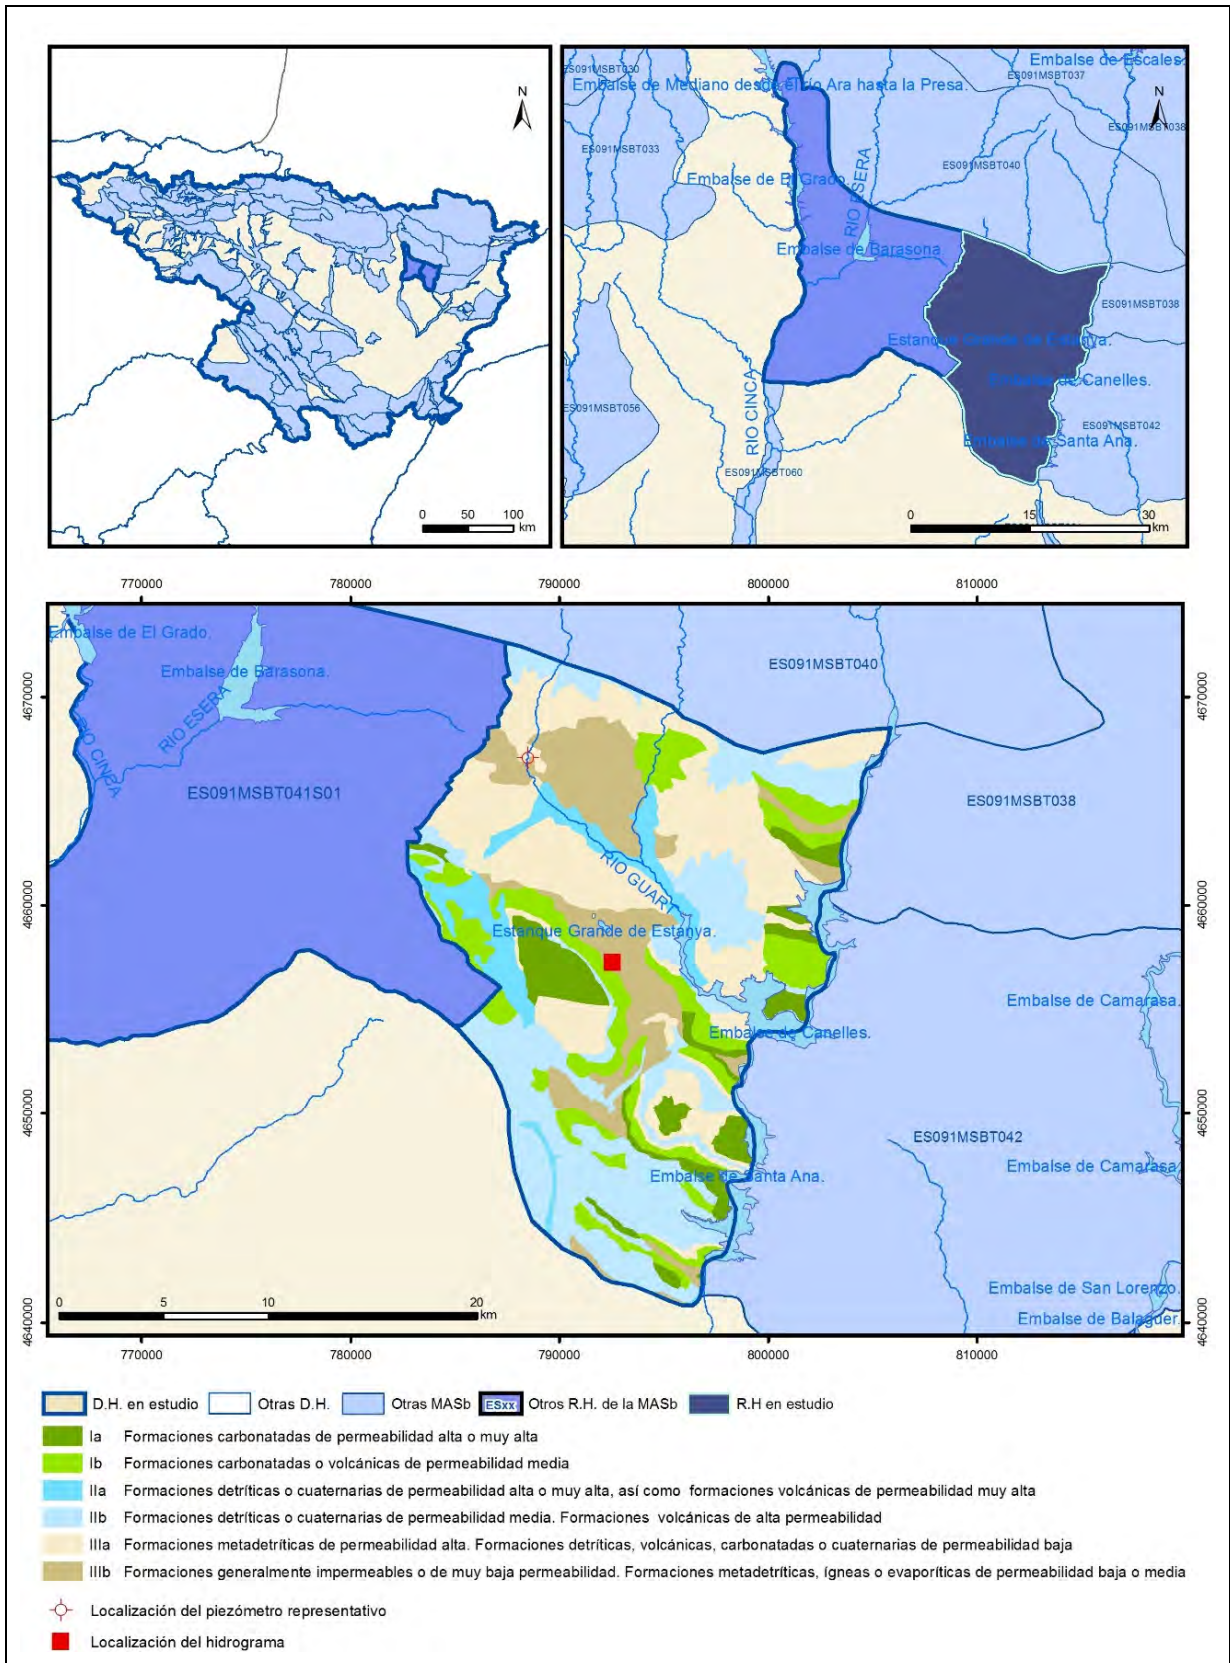 N
0 50 100
km
ES091MSBT030
Embalse de Mediano desde el río Ara hasta la Presa.
Embalse de Escales.
ES091MSBT037
N
ES091MSBT033
ES091MSBT038
ES091MSBT040
Embalse de El Grado.
RIO ESERA
Embalse de Barasona
ES091MSBT038
Estanque Grande de Estanya.
Embalse de Canelles.
RIO CINCA
ES091MSBT056
ES091MSBT042
Embalse de Santa Ana.
ES091MSBT060
0 15 30
km
770000 780000 790000 800000 810000
Embalse de El Grado.
Embalse de Barasona.
ES091MSBT040
4670000 4670000
RIO ESERA
RIO CINCA
ES091MSBT041S01
ES091MSBT038
RIO GUART
4660000 4660000
Estanque Grande de Estanya.
Embalse de Camarasa.
Embalse de Canelles.
4650000 4650000
ES091MSBT042
Embalse de Camarasa.
Embalse de Santa Ana.
Embalse de San Lorenzo.
Embalse de Balaguer.
0 5 10 20
km
4640000 4640000
770000 780000 790000 800000 810000
D.H. en estudio Otras D.H. Otras MASb ESxx Otros R.H. de la MASb R.H en estudio
Ia Formaciones carbonatadas de permeabilidad alta o muy alta
Ib Formaciones carbonatadas o volcánicas de permeabilidad media
IIa Formaciones detríticas o cuaternarias de permeabilidad alta o muy alta, así como formaciones volcánicas de permeabilidad muy alta
IIb Formaciones detríticas o cuaternarias de permeabilidad media. Formaciones volcánicas de alta permeabilidad
IIIa Formaciones metadetríticas de permeabilidad alta. Formaciones detríticas, volcánicas, carbonatadas o cuaternarias de permeabilidad baja
IIIb Formaciones generalmente impermeables o de muy baja permeabilidad. Formaciones metadetríticas, ígneas o evaporíticas de permeabilidad baja o media
Localización del piezómetro representativo
Localización del hidrograma